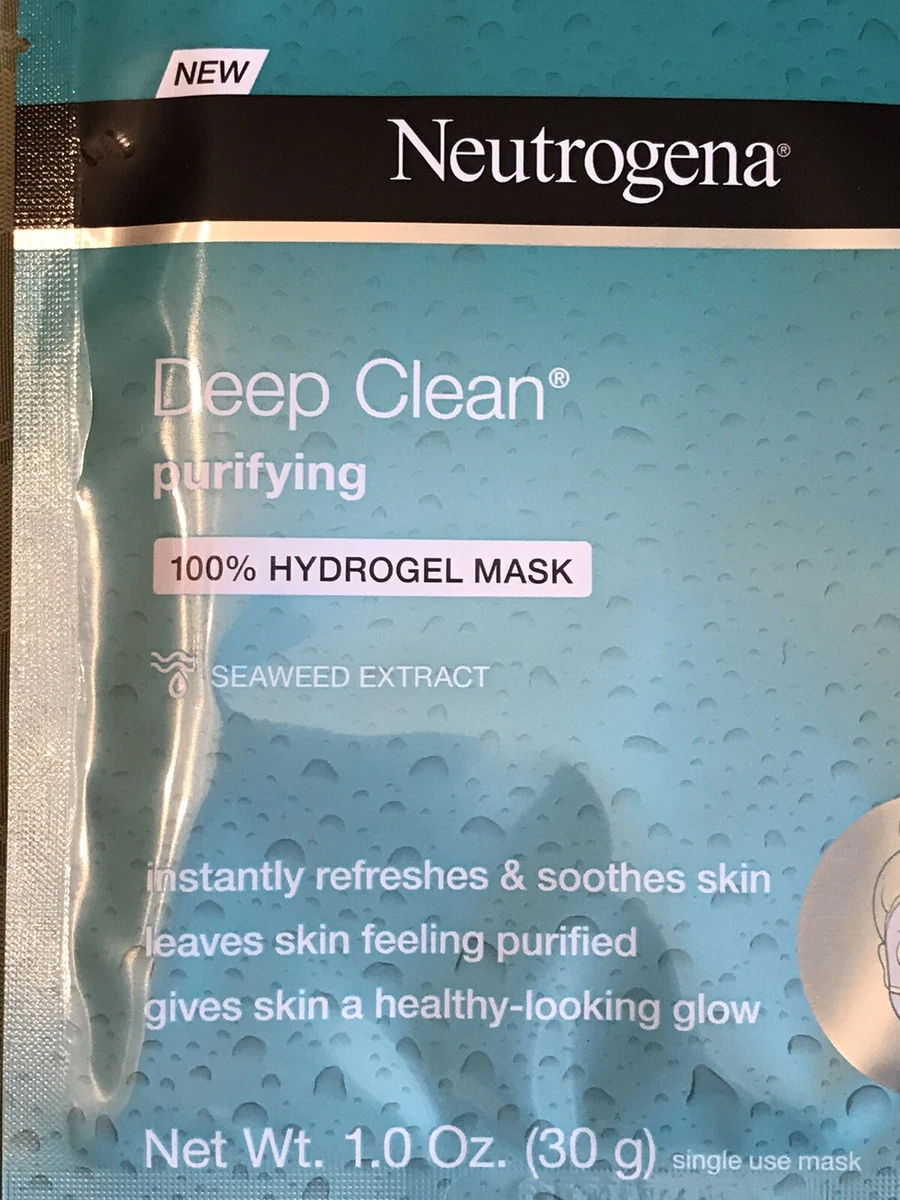 NEW
Neutrogena®
Deep Clean®
purifying
100% HYDROGEL MASK
SEAWEED EXTRACT
instantly refreshes & soothes skin
leaves skin feeling purified
gives skin a healthy-looking glow
Net Wt. 1.0 Oz. (30 g) single use mask